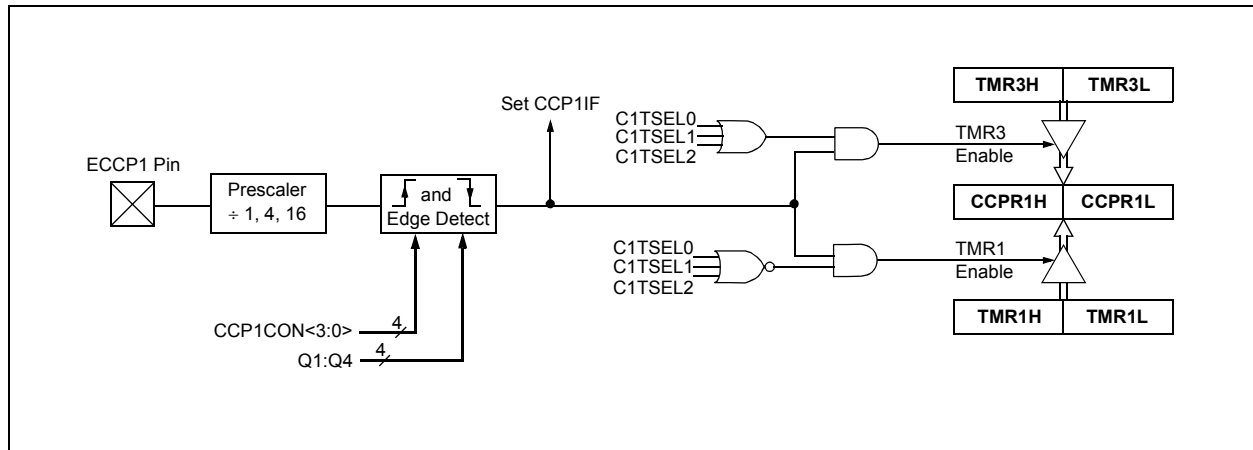 ECCP1 Pin
Prescaler
÷ 1, 4, 16
and
Edge Detect
Set CCP1IF
CCP1CON<3:0>
4
Q1:Q4
4
C1TSEL0
C1TSEL1
C1TSEL2
C1TSEL0
C1TSEL1
C1TSEL2
TMR3H
TMR3L
TMR3
Enable
CCPR1H
CCPR1L
TMR1
Enable
TMR1H
TMR1L